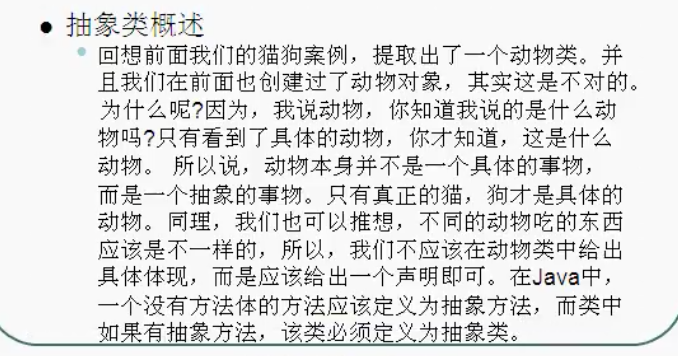 抽象类概述
回想前面我们的猫狗案例，提取出了一个动物类。并
且我们在前面也创建过了动物对象，其实这是不对的。
为什么呢?因为，我说动物，你知道我说的是什么动
物吗?只有看到了具体的动物，你才知道，这是什么
动物。 所以说，动物本身并不是一个具体的事物，
而是一个抽象的事物。只有真正的猫，狗才是具体的
动物。同理，我们也可以推想，不同的动物吃的东西
应该是不一样的，所以，我们不应该在动物类中给出
具体体现，而是应该给出一个声明即可。在Java中，
一个没有方法体的方法应该定义为抽象方法，而类中
如果有抽象方法，该类必须定义为抽象类。